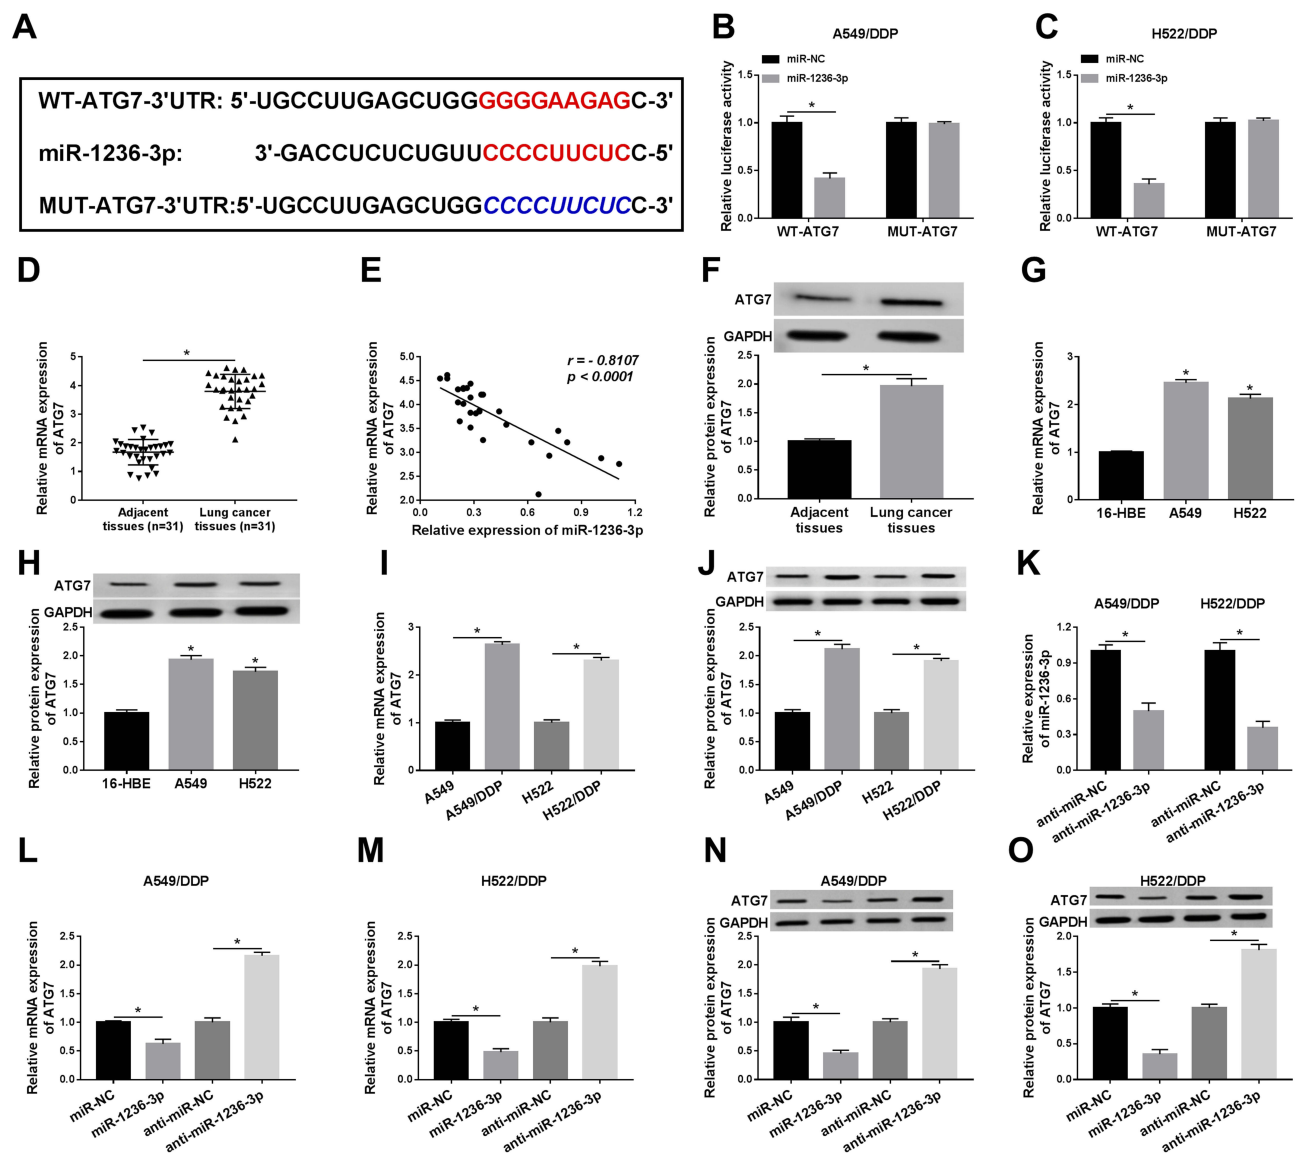 A
WT-ATG7-3'UTR: 5'-UGCCUUGAGCUGGGGGGAAGAGC-3'
miR-1236-3p: 3'-GACCUCUCUGUUCCCCUUCUCC-5'
MUT-ATG7-3'UTR:5'-UGCCUUGAGCUGGCCCCUUCUCC-3'
B
A549/DDP
miR-NC
miR-1236-3p
Relative luciferase activity
1.5
1.0
0.5
0.0
WT-ATG7 MUT-ATG7
*
C
H522/DDP
miR-NC
miR-1236-3p
Relative luciferase activity
1.5
1.0
0.5
0.0
WT-ATG7 MUT-ATG7
*
D
Relative mRNA expression
of ATG7
5
4
3
2
1
0
*
Adjacent
tissues (n=31)
Lung cancer
tissues (n=31)
E
Relative mRNA expression
of ATG7
5.0
4.5
4.0
3.5
3.0
2.5
2.0
r = - 0.8107
p < 0.0001
0.0 0.3 0.6 0.9 1.2
Relative expression of miR-1236-3p
F
ATG7
GAPDH
Relative protein expression
of ATG7
2.5
2.0
1.5
1.0
0.5
0.0
*
Adjacent
tissues
Lung cancer
tissues
G
Relative mRNA expression
of ATG7
3
2
1
0
* *
16-HBE A549 H522
H
ATG7
GAPDH
Relative protein expression
of ATG7
2.5
2.0
1.5
1.0
0.5
0.0
* *
16-HBE A549 H522
I
Relative mRNA expression
of ATG7
3
2
1
0
* *
A549 A549/DDP H522 H522/DDP
J
ATG7
GAPDH
Relative protein expression
of ATG7
2.5
2.0
1.5
1.0
0.5
0.0
* *
A549 A549/DDP H522 H522/DDP
K
A549/DDP H522/DDP
Relative expression
of miR-1236-3p
1.2
0.9
0.6
0.3
0.0
* *
anti-miR-NC anti-miR-1236-3p anti-miR-NC anti-miR-1236-3p
L
A549/DDP
Relative mRNA expression
of ATG7
2.5
2.0
1.5
1.0
0.5
0.0
* *
miR-NC miR-1236-3p anti-miR-NC anti-miR-1236-3p
M
H522/DDP
Relative mRNA expression
of ATG7
2.5
2.0
1.5
1.0
0.5
0.0
* *
miR-NC miR-1236-3p anti-miR-NC anti-miR-1236-3p
N
A549/DDP
ATG7
GAPDH
Relative protein expression
of ATG7
2.5
2.0
1.5
1.0
0.5
0.0
* *
miR-NC miR-1236-3p anti-miR-NC anti-miR-1236-3p
O
H522/DDP
ATG7
GAPDH
Relative protein expression
of ATG7
2.0
1.5
1.0
0.5
0.0
* *
miR-NC miR-1236-3p anti-miR-NC anti-miR-1236-3p